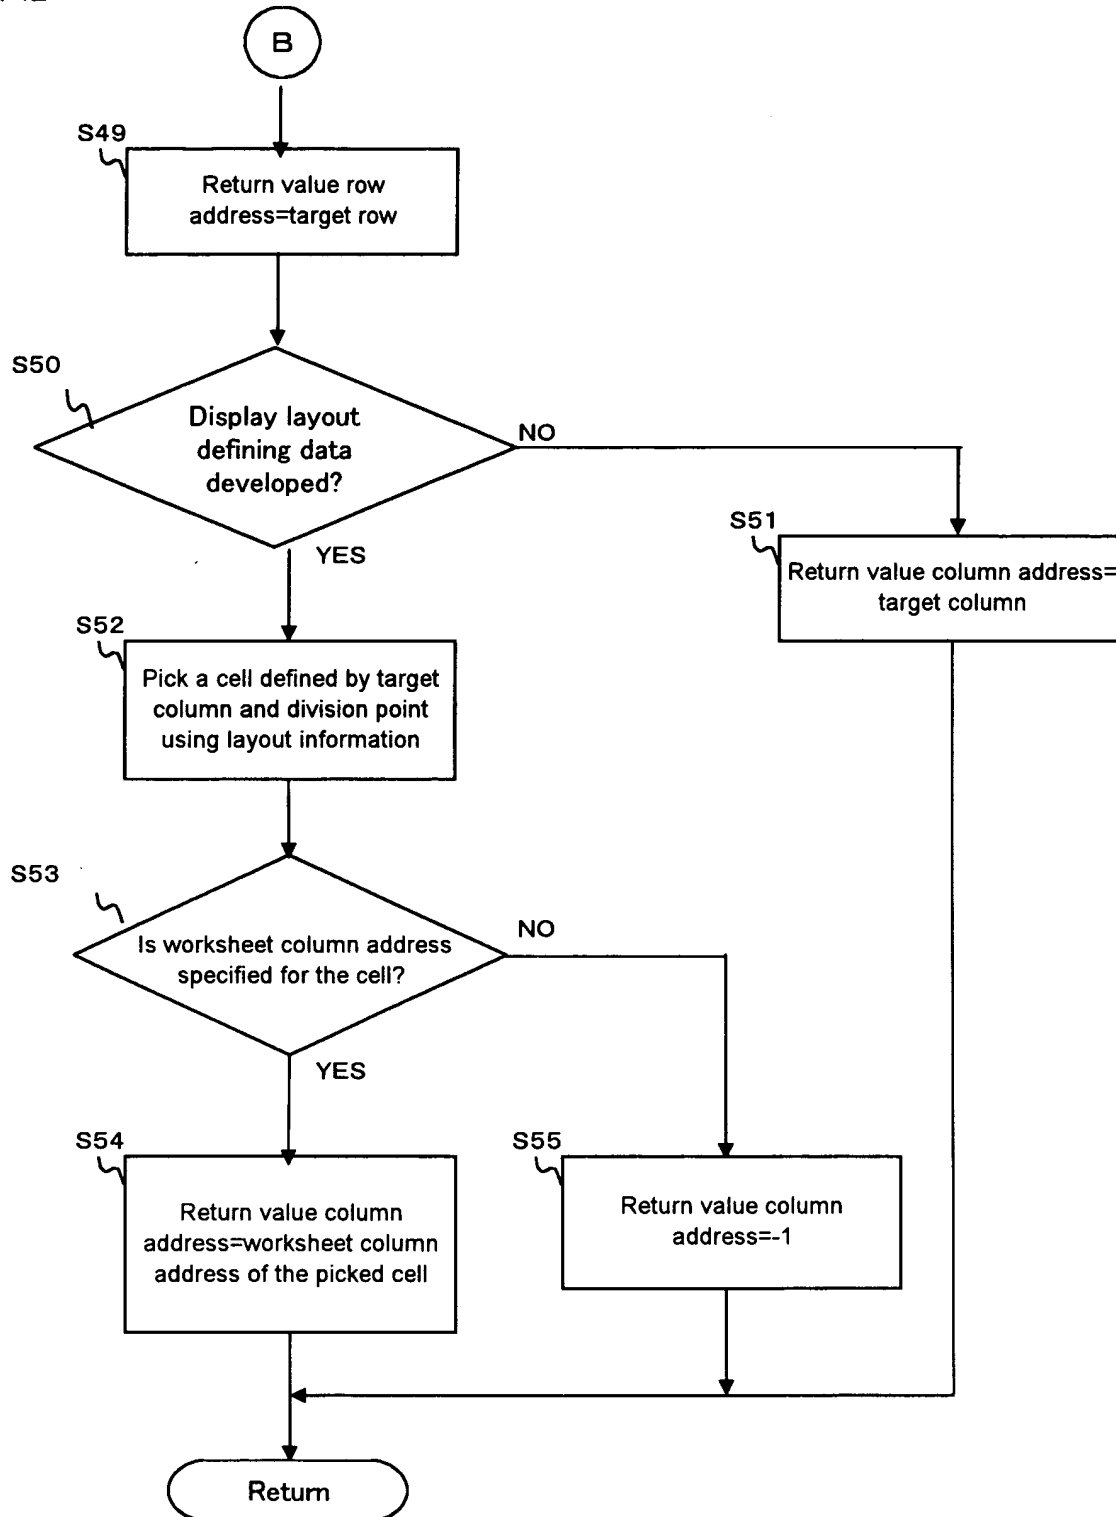 B
S49
Return value row
address=target row
S50
Display layout
defining data
developed?
NO
YES
S51
Return value column address=
target column
S52
Pick a cell defined by target
column and division point
using layout information
S53
Is worksheet column address
specified for the cell?
NO
YES
S54
Return value column
address=worksheet column
address of the picked cell
S55
Return value column
address=-1
Return